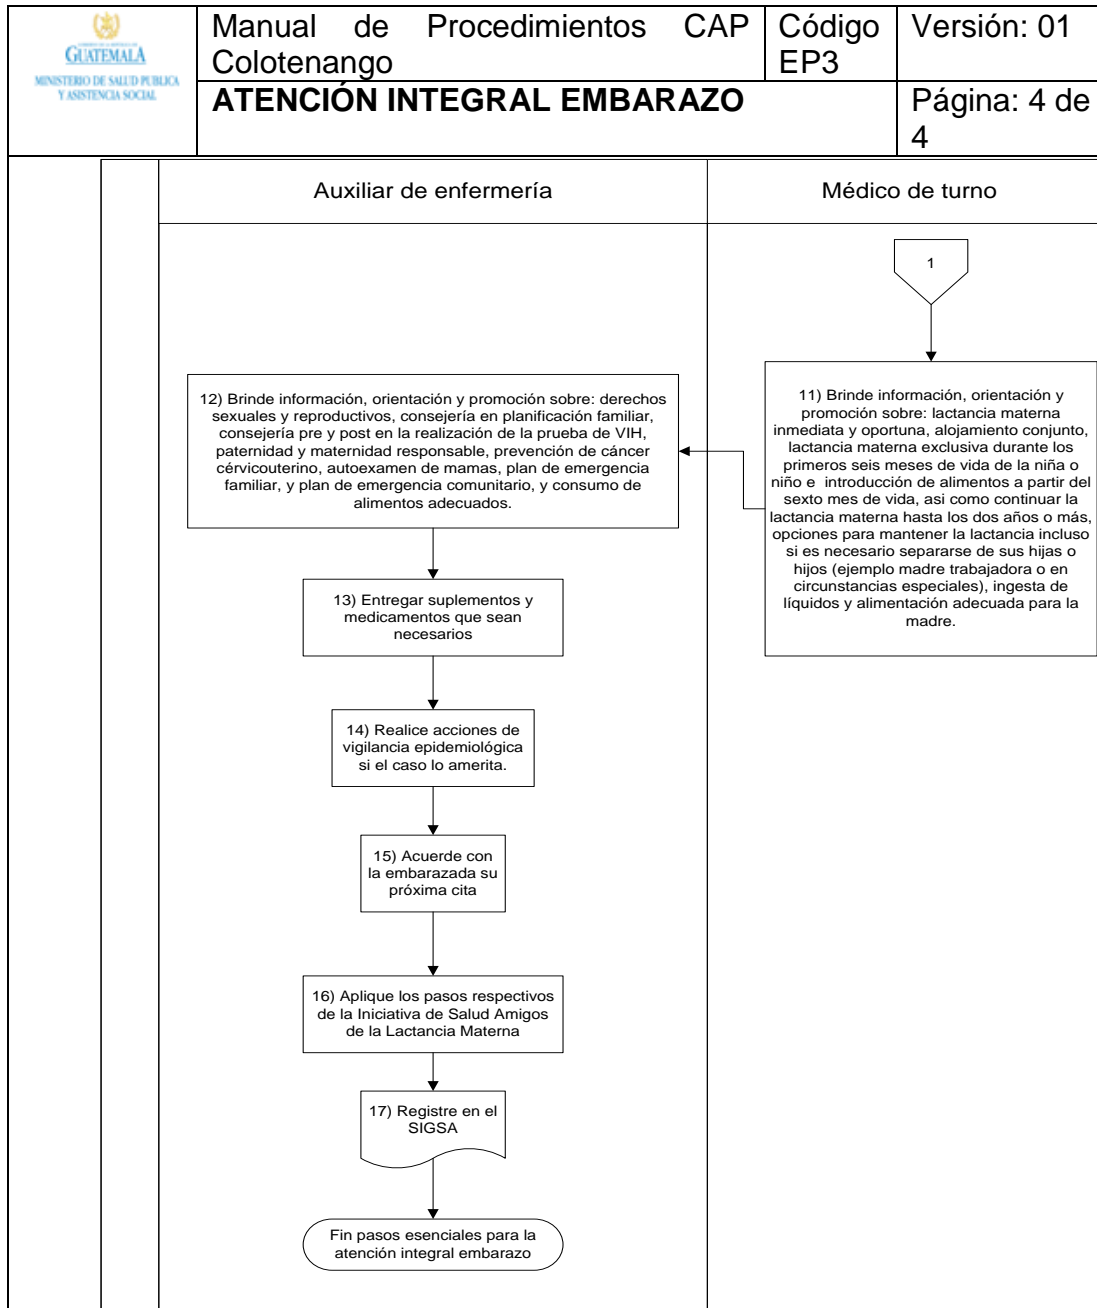 GUATEMALA
MINISTERIO DE SALUD PUBLICA
Y ASISTENCIA SOCIAL
Manual de Procedimientos CAP
Colotenango
Código
EP3
Versión: 01
ATENCIÓN INTEGRAL EMBARAZO
Página: 4 de
4
Auxiliar de enfermería
Médico de turno
1
11) Brinde información, orientación y
promoción sobre: lactancia materna
inmediata y oportuna, alojamiento conjunto,
lactancia materna exclusiva durante los
primeros seis meses de vida de la niña o
niño e introducción de alimentos a partir del
sexto mes de vida, asi como continuar la
lactancia materna hasta los dos años o más,
opciones para mantener la lactancia incluso
si es necesario separarse de sus hijas o
hijos (ejemplo madre trabajadora o en
circunstancias especiales), ingesta de
líquidos y alimentación adecuada para la
madre.
12) Brinde información, orientación y promoción sobre: derechos
sexuales y reproductivos, consejería en planificación familiar,
consejería pre y post en la realización de la prueba de VIH,
paternidad y maternidad responsable, prevención de cáncer
cérvicouterino, autoexamen de mamas, plan de emergencia
familiar, y plan de emergencia comunitario, y consumo de
alimentos adecuados.
13) Entregar suplementos y
medicamentos que sean
necesarios
14) Realice acciones de
vigilancia epidemiológica
si el caso lo amerita.
15) Acuerde con
la embarazada su
próxima cita
16) Aplique los pasos respectivos
de la Iniciativa de Salud Amigos
de la Lactancia Materna
17) Registre en el
SIGSA
Fin pasos esenciales para la
atención integral embarazo